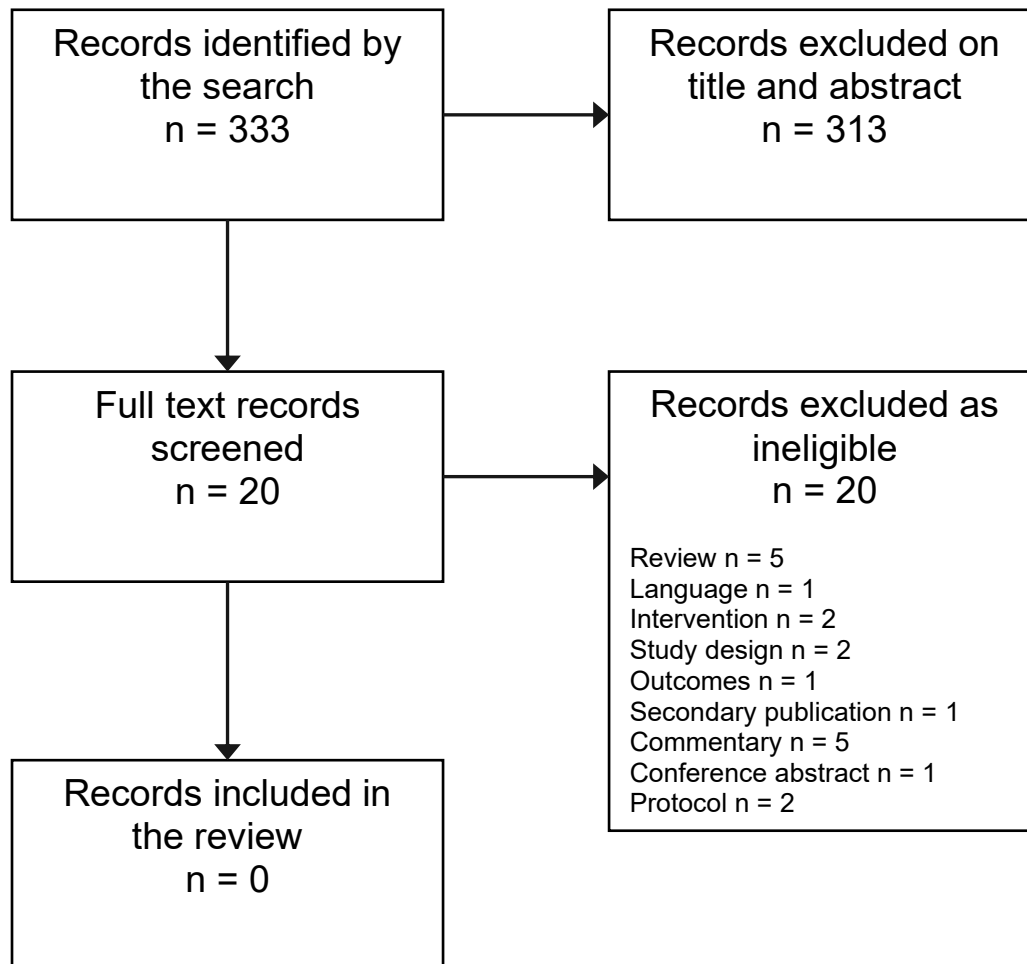 Records identified by
the search
n = 333
Records excluded on
title and abstract
n = 313
Full text records
screened
n = 20
Records excluded as
ineligible
n = 20
Review n = 5
Language n = 1
Intervention n = 2
Study design n = 2
Outcomes n = 1
Secondary publication n = 1
Commentary n = 5
Conference abstract n = 1
Protocol n = 2
Records included in
the review
n = 0